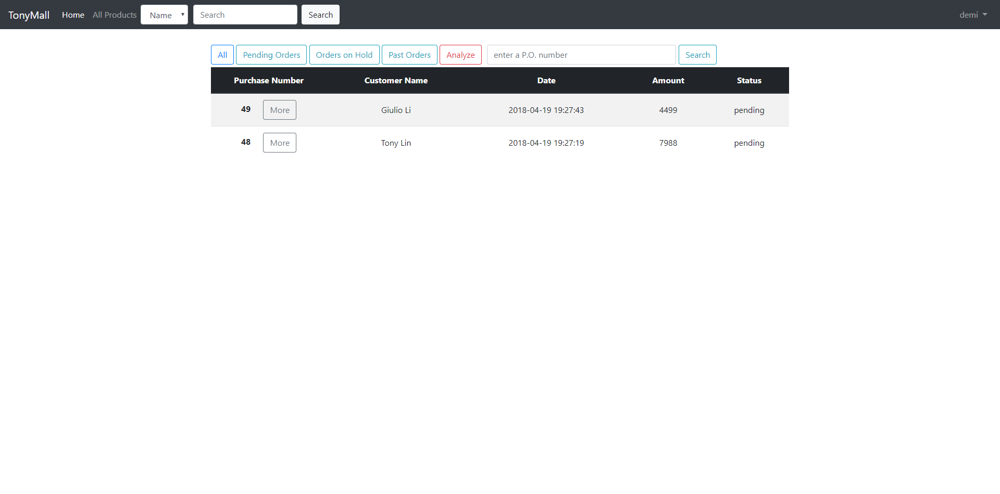 TonyMall Home All Products Name Search Search demi
All Pending Orders Orders on Hold Past Orders Analyze enter a P.O. number Search
Purchase Number Customer Name Date Amount Status
49 More Giulio Li 2018-04-19 19:27:43 4499 pending
48 More Tony Lin 2018-04-19 19:27:19 7988 pending